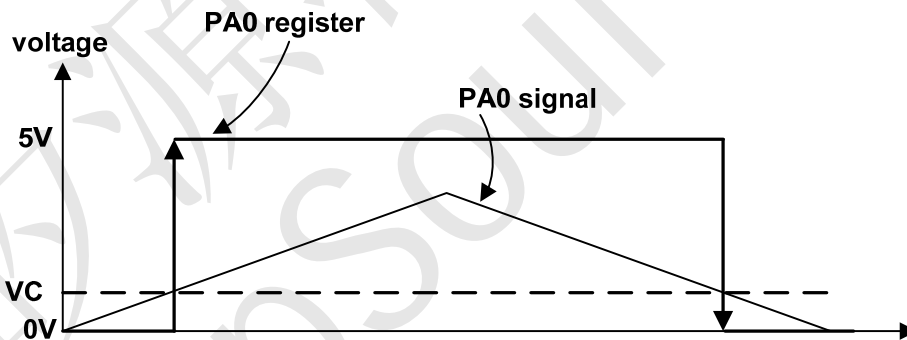 PA0 register
voltage
PA0 signal
5V
VC
0V